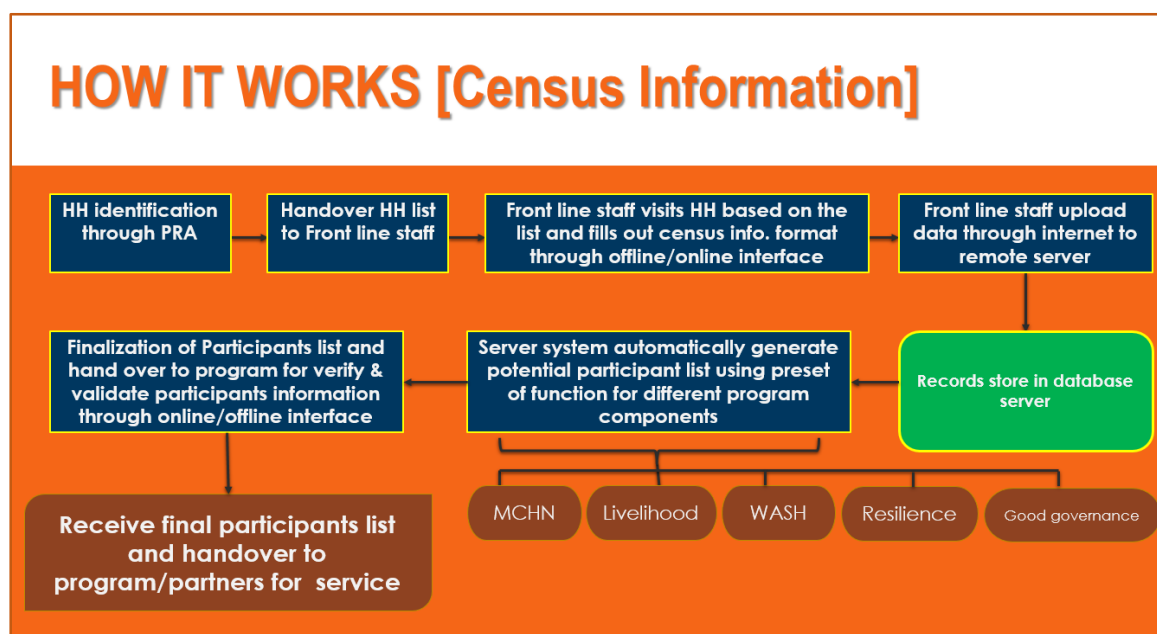 HOW IT WORKS [Census Information]
HH identification
through PRA
Handover HH list
to Front line staff
Front line staff visits HH based on the
list and fills out census info. format
through offline/online interface
Front line staff upload
data through internet to
remote server
Records store in database
server
Server system automatically generate
potential participant list using preset
of function for different program
components
Finalization of Participants list and
hand over to program for verify &
validate participants information
through online/offline interface
MCHN
Livelihood
WASH
Resilience
Good governance
Receive final participants list
and handover to
program/partners for service